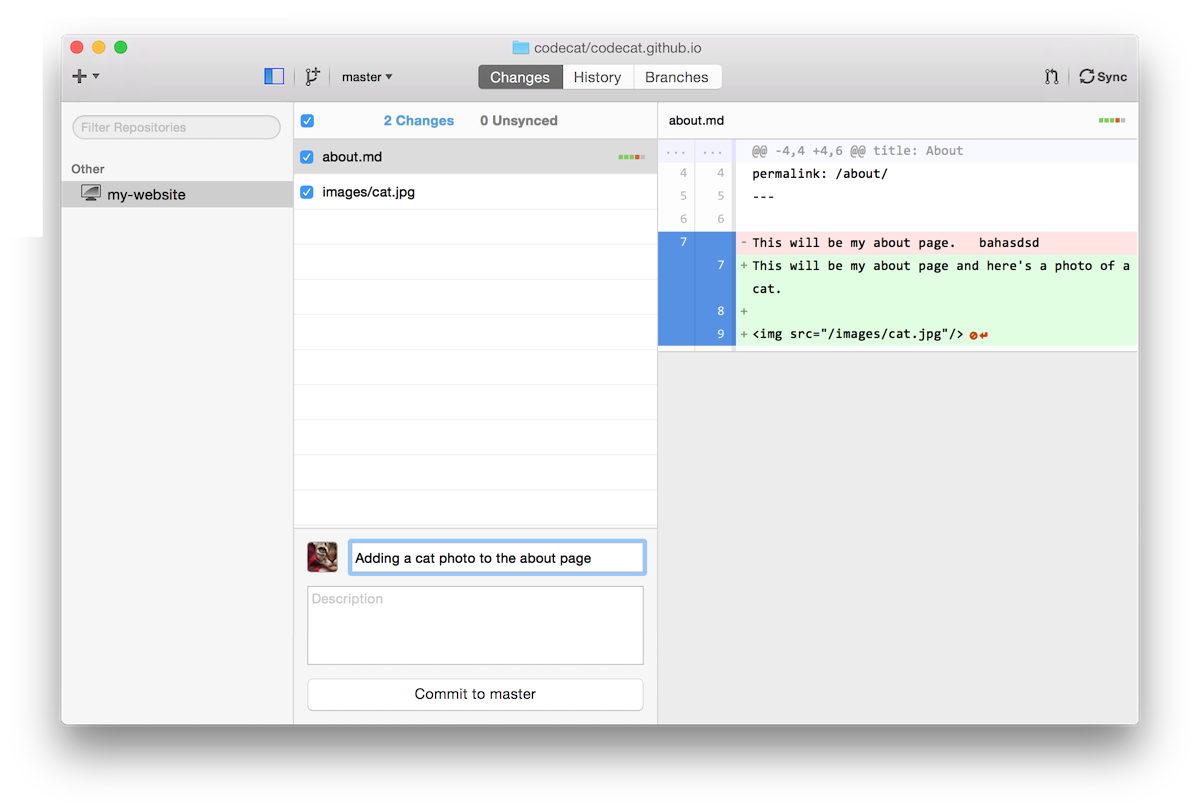 codecat/codecat.github.io
master
Changes History Branches
Sync
Filter Repositories
Other
my-website
2 Changes 0 Unsynced
about.md
images/cat.jpg
Adding a cat photo to the about page
Description
Commit to master
about.md
... ... @@ -4,4 +4,6 @@ title: About
4 4 permalink: /about/
5 5 ---
6 6
7 - This will be my about page.   bahasdsd
7 + This will be my about page and here's a photo of a
cat.
8 +
9 + <img src="/images/cat.jpg"/>